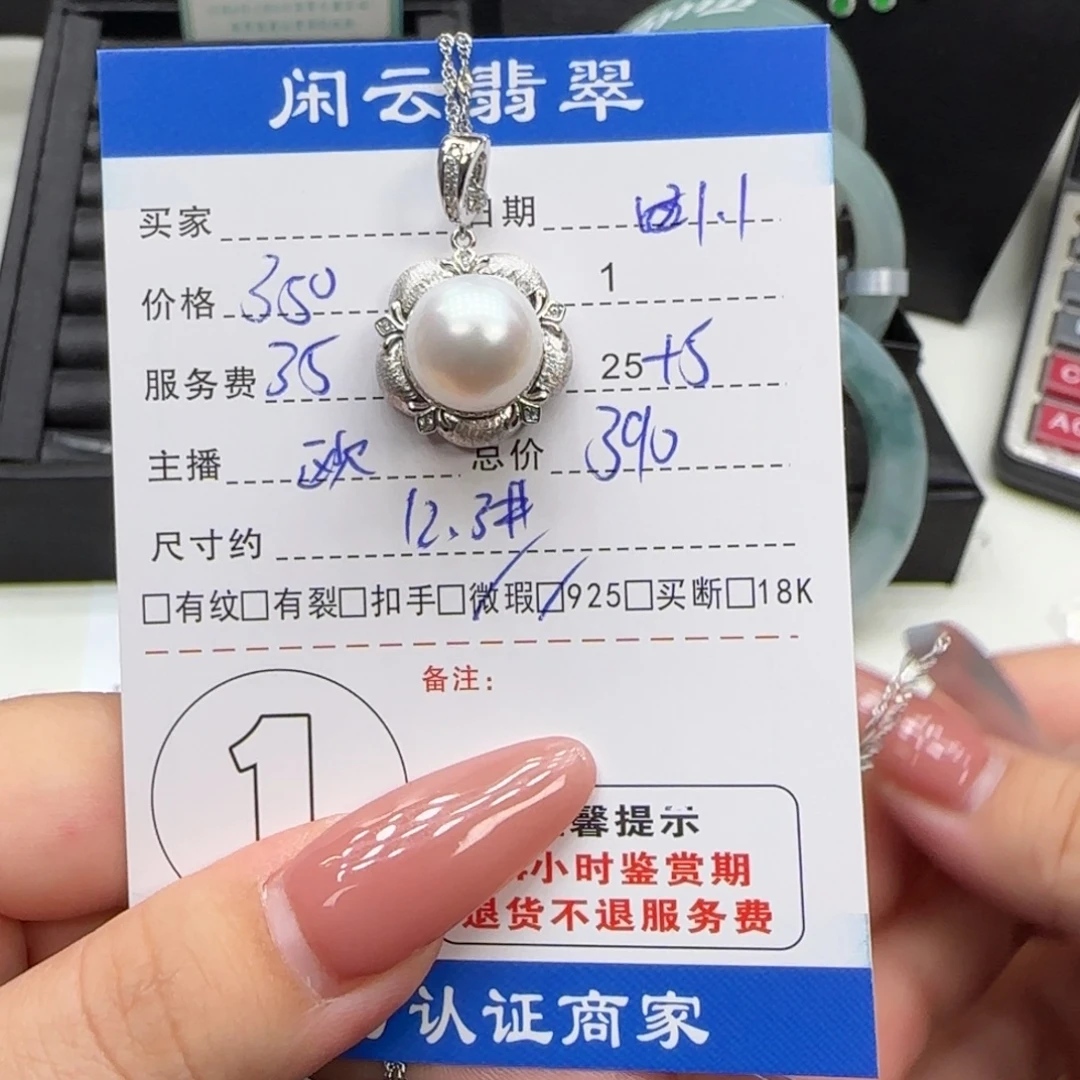 闲云翡翠
买家 日期 1.1
价格 350 1
服务费 35 25+5
主播 欧 总价 390
尺寸约 12.3#
□有纹□有裂□扣手□微瑕□925□买断□18K
备注：
1
馨提示
小时鉴赏期
退货不退服务费
认证商家